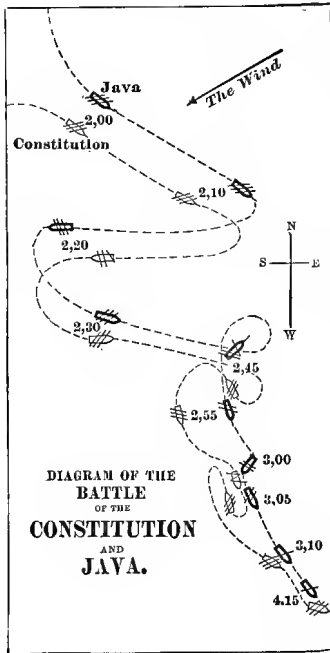 Java
The Wind
2,00
Constitution
2,10
2,20
N
S E
W
2,30
2,45
2,55
3,00
3,05
3,10
4.15
DIAGRAM OF THE
BATTLE
OF THE
CONSTITUTION
AND
JAVA.